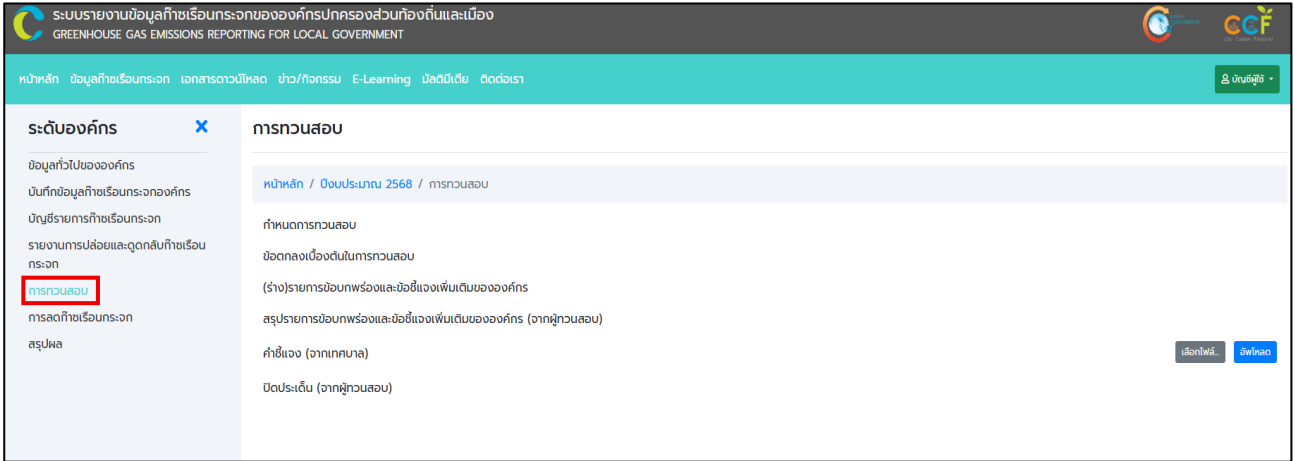 ระบบรายงานข้อมูลก๊าซเรือนกระจกขององค์กรปกครองส่วนท้องถิ่นและเมือง
GREENHOUSE GAS EMISSIONS REPORTING FOR LOCAL GOVERNMENT
CCF
City Carbon Footprint
หน้าหลัก ข้อมูลก๊าซเรือนกระจก เอกสารดาวน์โหลด ข่าว/กิจกรรม E-Learning มัลติมีเดีย ติดต่อเรา
บัญชีผู้ใช้
ระดับองค์กร
การทวนสอบ
ข้อมูลทั่วไปขององค์กร
บันทึกข้อมูลก๊าซเรือนกระจกองค์กร
บัญชีรายการก๊าซเรือนกระจก
รายงานการปล่อยและดูดกลับก๊าซเรือน
กระจก
การทวนสอบ
การลดก๊าซเรือนกระจก
สรุปผล
หน้าหลัก / ปีงบประมาณ 2568 / การทวนสอบ
กำหนดการทวนสอบ
ข้อตกลงเบื้องต้นในการทวนสอบ
(ร่าง)รายการข้อบกพร่องและข้อชี้แจงเพิ่มเติมขององค์กร
สรุปรายการข้อบกพร่องและข้อชี้แจงเพิ่มเติมขององค์กร (จากผู้ทวนสอบ)
คำชี้แจง (จากเทศบาล)
เลือกไฟล์.. อัพโหลด
ปิดประเด็น (จากผู้ทวนสอบ)